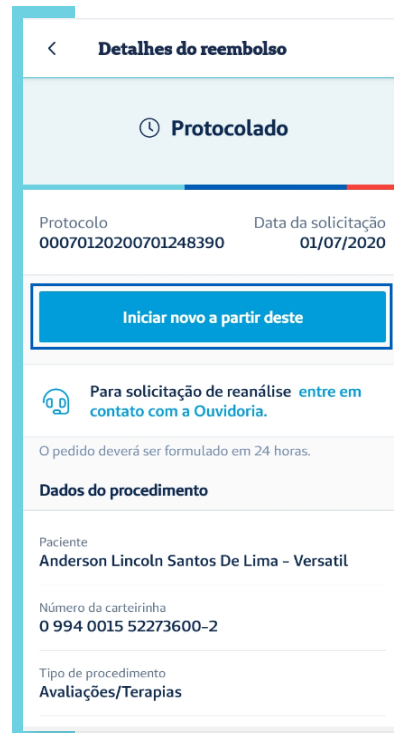 Detalhes do reembolso
Protocolado
Protocolo
Data da solicitação
00070120200701248390
01/07/2020
Iniciar novo a partir deste
Para solicitação de reanálise entre em
contato com a Ouvidoria.
O pedido deverá ser formulado em 24 horas.
Dados do procedimento
Paciente
Anderson Lincoln Santos De Lima - Versatil
Número da carteirinha
0 994 0015 52273600-2
Tipo de procedimento
Avaliações/Terapias